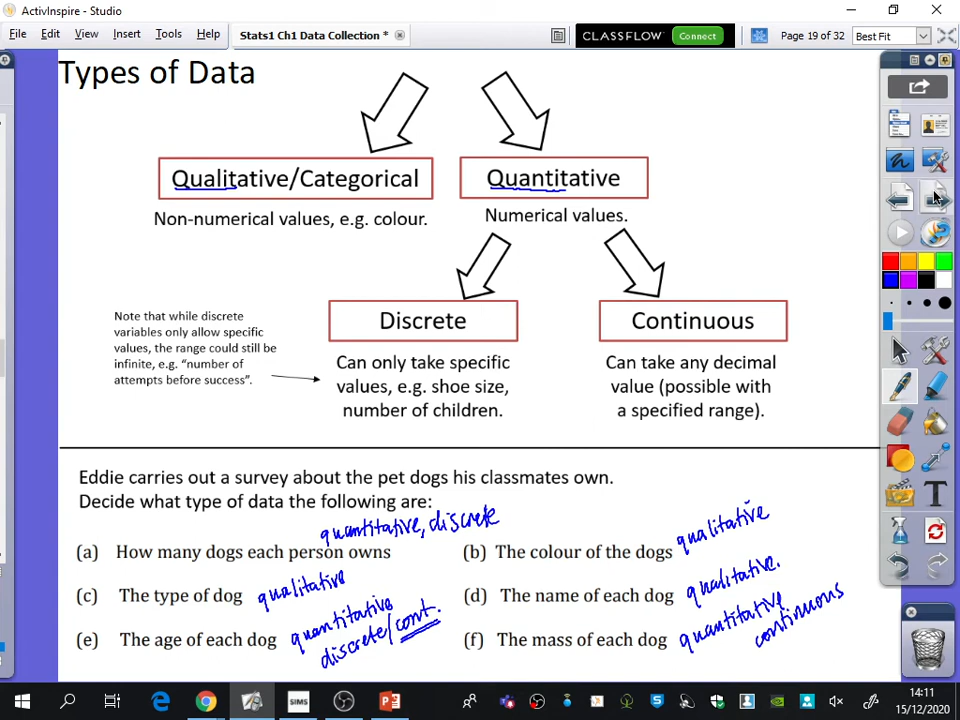 ActivInspire - Studio
File Edit View Insert Tools Help Stats1 Ch1 Data Collection * CLASSFLOW Connect Page 19 of 32 Best Fit
Types of Data
Qualitative/Categorical Quantitative
Non-numerical values, e.g. colour. Numerical values.
Note that while discrete
variables only allow specific
values, the range could still be
infinite, e.g. "number of
attempts before success".
Discrete Continuous
Can only take specific
values, e.g. shoe size,
number of children.
Can take any decimal
value (possible with
a specified range).
Eddie carries out a survey about the pet dogs his classmates own.
Decide what type of data the following are:
quantitative, discrete
(a) How many dogs each person owns
(b) The colour of the dogs qualitative
(c) The type of dog qualitative
(d) The name of each dog qualitative.
(e) The age of each dog quantitative
discrete/cont.
(f) The mass of each dog quantitative
continuous
T
SIMS
14:11
15/12/2020